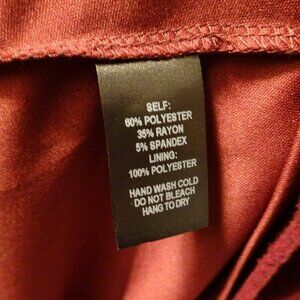 SELF:
60% POLYESTER
35% RAYON
5% SPANDEX
LINING:
100% POLYESTER
HAND WASH COLD
DO NOT BLEACH
HANG TO DRY